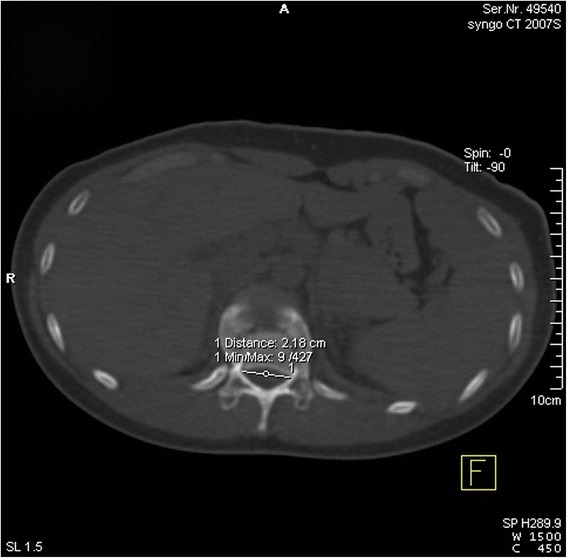 A
Ser.Nr. 49540
syngo CT 2007S
Spin: -0
Tilt: -90
R
1 Distance: 2.18 cm
1 Min/Max: 9 /427
1
10cm
F
SL 1.5
SP H289.9
W 1500
C 450